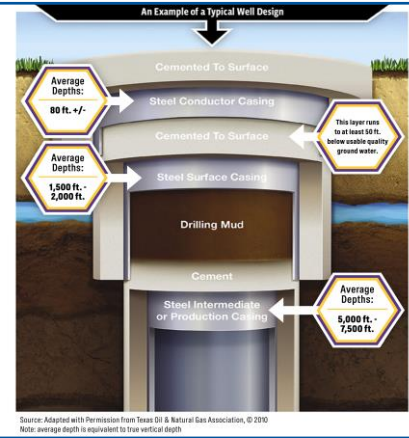 An Example of a Typical Well Design
Cemented To Surface
Average
Depths:
80 ft. +/-
Steel Conductor Casing
Cemented To Surface
This layer runs
to at least 50 ft.
below usable quality
ground water.
Average
Depths:
1,500 ft. -
2,000 ft.
Steel Surface Casing
Drilling Mud
Cement
Steel Intermediate
or Production Casing
Average
Depths:
5,000 ft. -
7,500 ft.
Source: Adapted with Permission from Texas Oil & Natural Gas Association, © 2010
Note: average depth is equivalent to true vertical depth